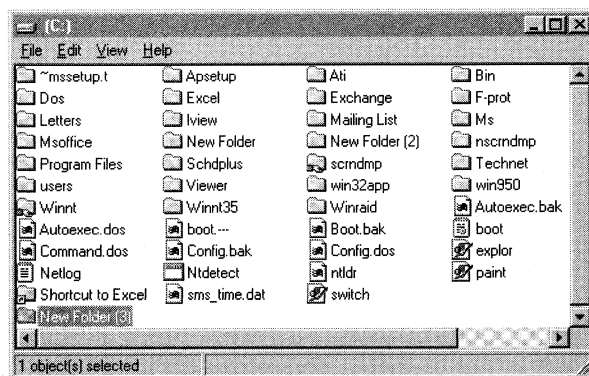 (C:)
File Edit View Help
~mssetup.t Apsetup Ati Bin
Dos Excel Exchange F-prot
Letters Iview Mailing List Ms
Msoffice New Folder New Folder (2) nscrndmp
Program Files Schdplus scrndmp Technet
users Viewer win32app win950
Winnt Winnt35 Winraid Autoexec.bak
Autoexec.dos boot.--- Boot.bak boot
Command.dos Config.bak Config.dos explor
Netlog Ntdetect ntldr paint
Shortcut to Excel sms_time.dat switch
New Folder (3)
1 object(s) selected